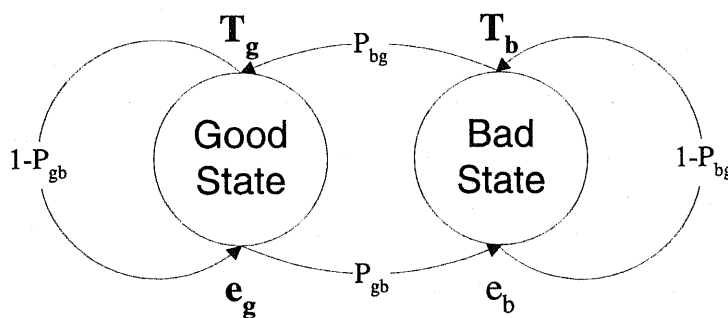 T_g
P_bg
T_b
Good
State
Bad
State
1-P_gb
1-P_bg
P_gb
e_g
e_b